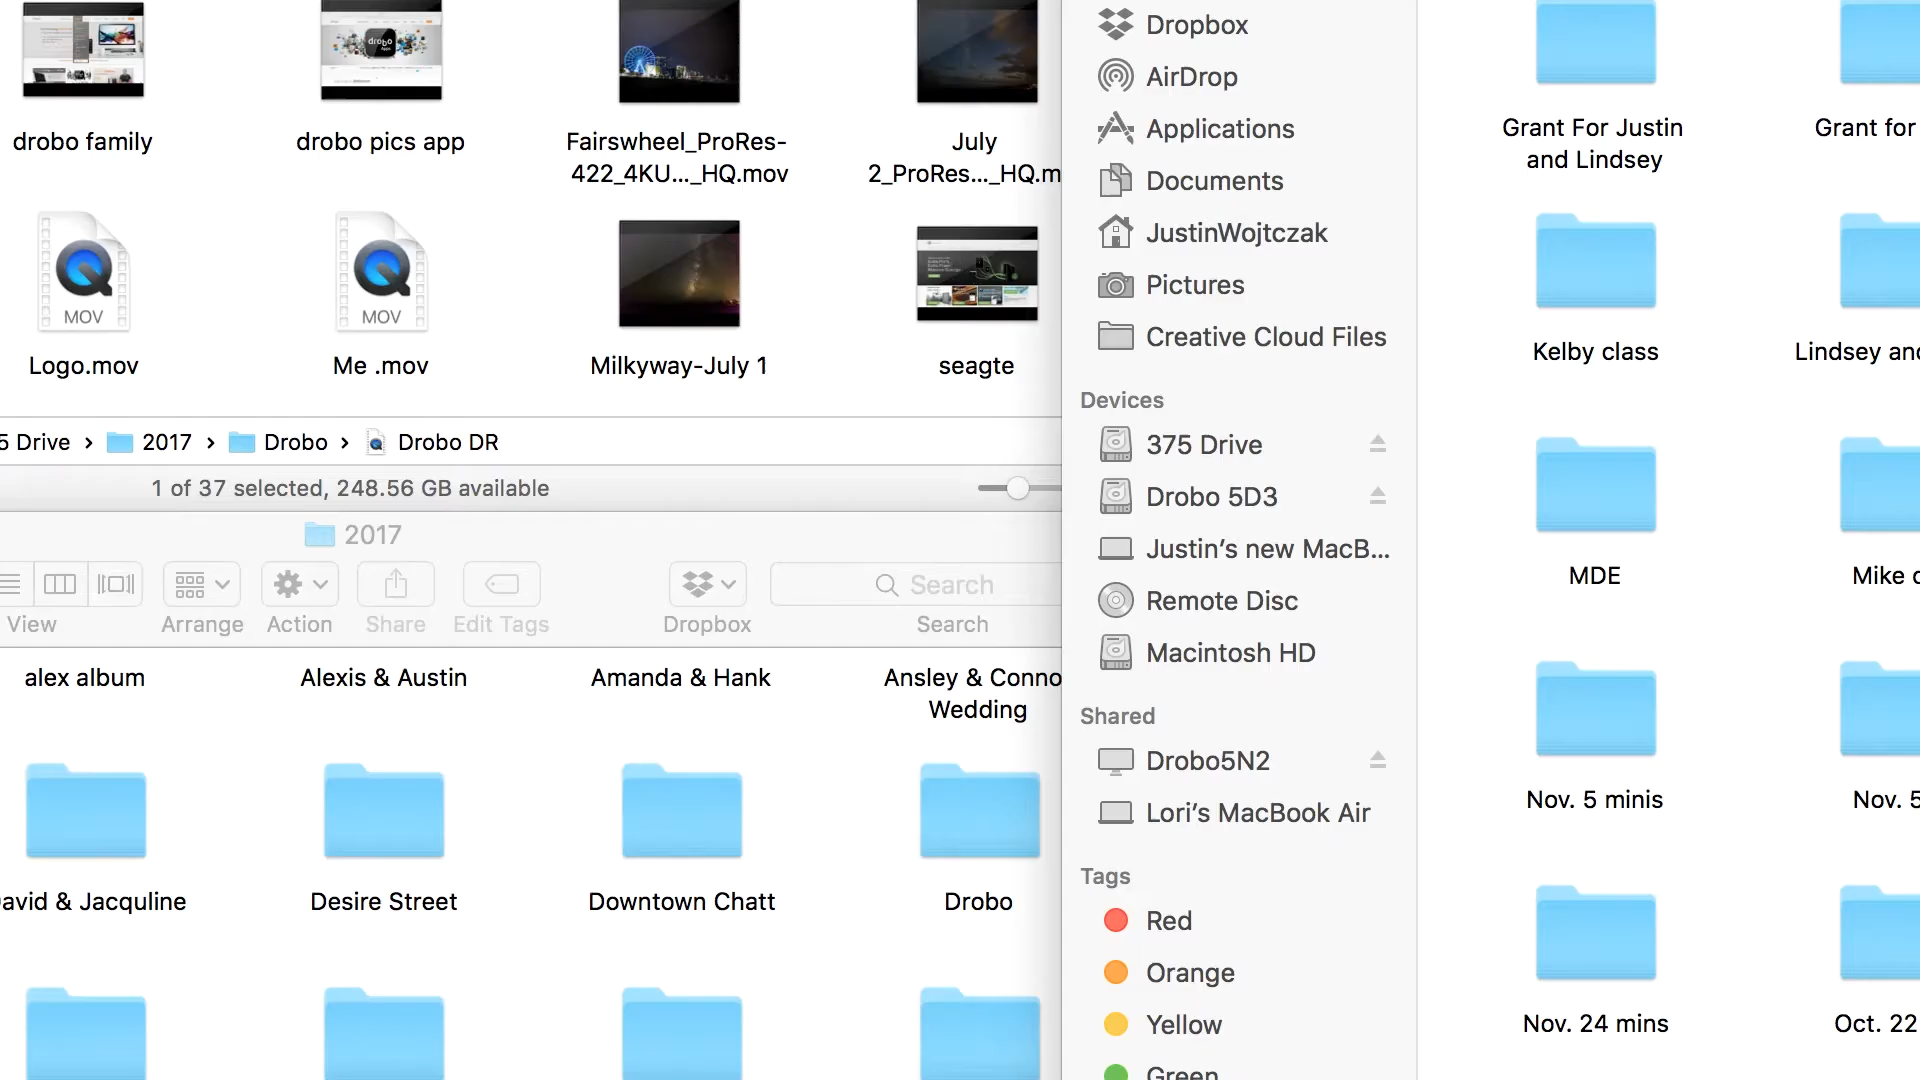 drobo family
drobo pics app
Fairswheel_ProRes-
422_4KU..._HQ.mov
July
2_ProRes..._HQ.m
MOV
Logo.mov
MOV
Me .mov
Milkyway-July 1
seagte
5 Drive › 2017 › Drobo › Drobo DR
1 of 37 selected, 248.56 GB available
2017
Search
View
Arrange
Action
Share
Edit Tags
Dropbox
Search
alex album
Alexis & Austin
Amanda & Hank
Ansley & Conno
Wedding
avid & Jacquline
Desire Street
Downtown Chatt
Drobo
Dropbox
AirDrop
Applications
Documents
JustinWojtczak
Pictures
Creative Cloud Files
Devices
375 Drive
Drobo 5D3
Justin's new MacB...
Remote Disc
Macintosh HD
Shared
Drobo5N2
Lori's MacBook Air
Tags
Red
Orange
Yellow
Green
Grant For Justin
and Lindsey
Grant for
Kelby class
Lindsey and
MDE
Mike c
Nov. 5 minis
Nov. 5
Nov. 24 mins
Oct. 22